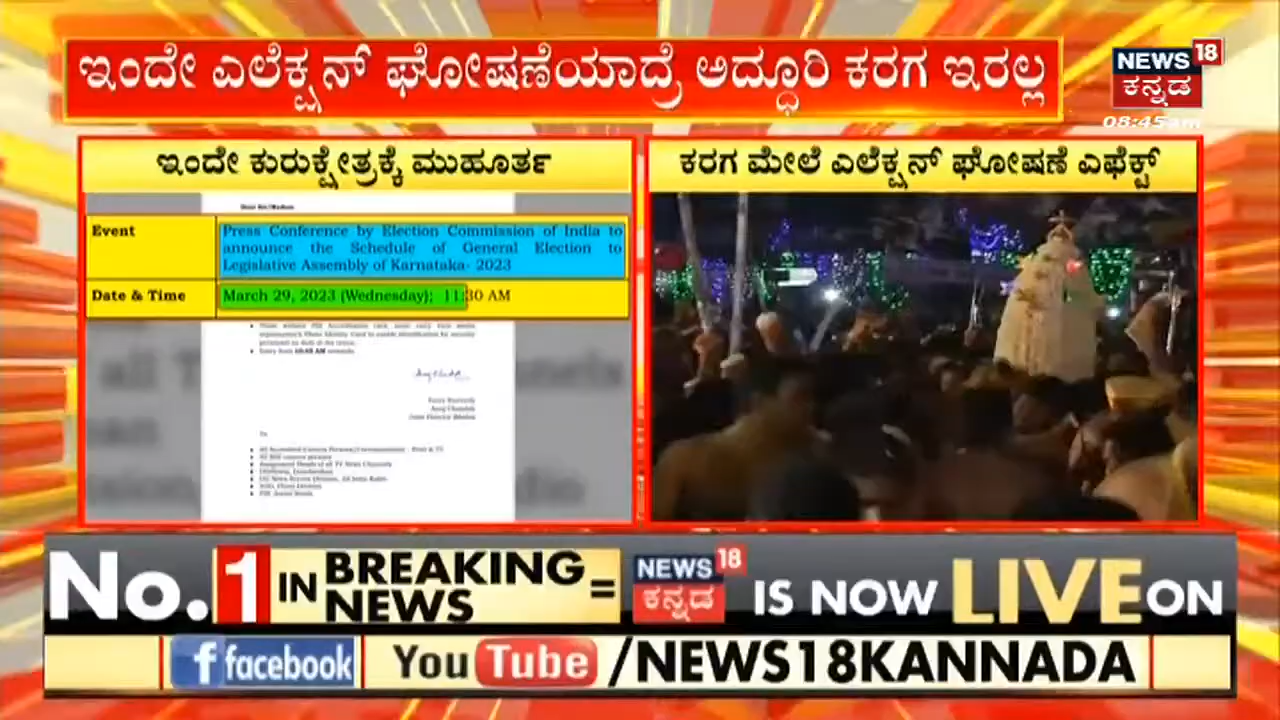 ಇಂದೇ ಎಲೆಕ್ಷನ್ ಘೋಷಣೆಯಾದ್ರೆ ಅದ್ಧೂರಿ ಕರಗ ಇರಲ್ಲ
NEWS 18
ಕನ್ನಡ
08:45am
ಇಂದೇ ಕುರುಕ್ಷೇತ್ರಕ್ಕೆ ಮುಹೂರ್ತ
ಕರಗ ಮೇಲೆ ಎಲೆಕ್ಷನ್ ಘೋಷಣೆ ಎಫೆಕ್ಟ್
Event
Press Conference by Election Commission of India to
announce the Schedule of General Election to
Legislative Assembly of Karnataka- 2023
Date & Time
March 29, 2023 (Wednesday); 11:30 AM
No.1 IN BREAKING NEWS = NEWS 18 ಕನ್ನಡ IS NOW LIVE ON
facebook YouTube /NEWS18KANNADA